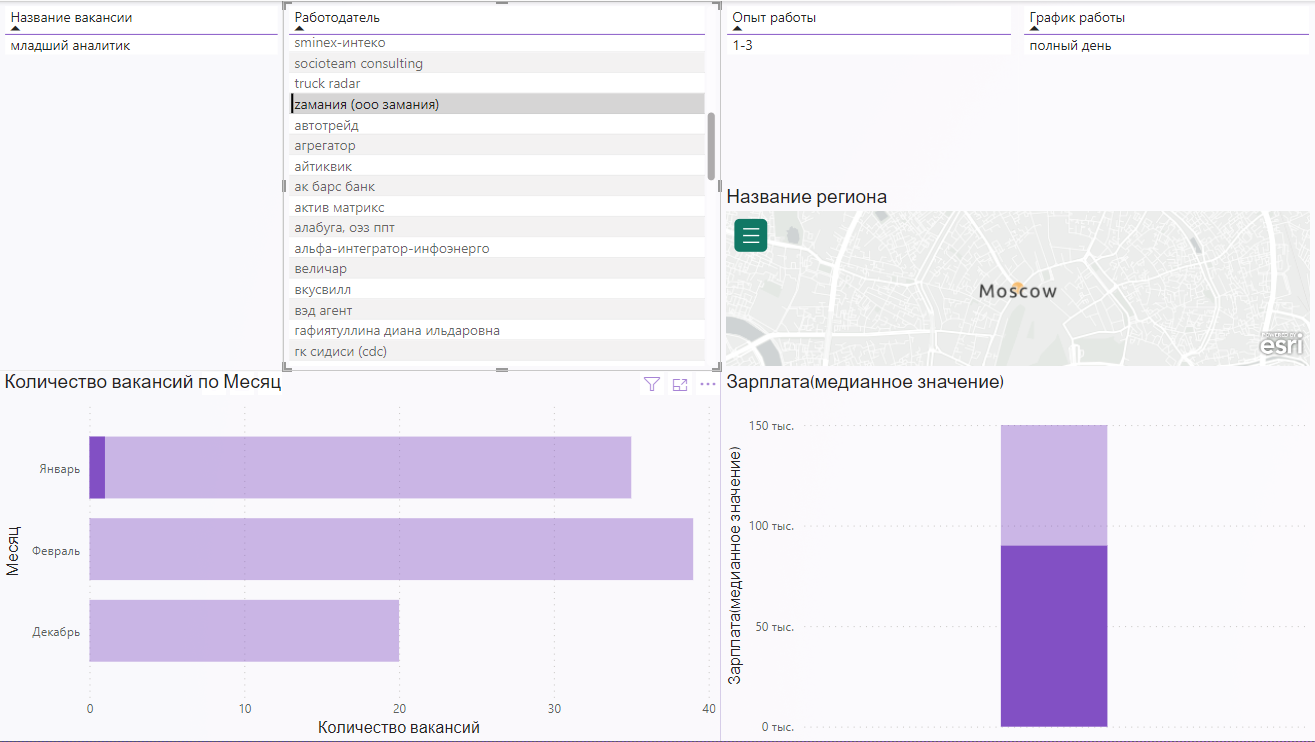 Название вакансии
младший аналитик
Работодатель
sminex-интеко
socioteam consulting
truck radar
zамания (ооо замания)
автотрейд
агрегатор
айтиквик
ак барс банк
актив матрикс
алабуга, оэз ппт
альфа-интегратор-инфоэнерго
величар
вкусвилл
вэд агент
гафиятуллина диана ильдаровна
гк сидиси (cdc)
Опыт работы
1-3
График работы
полный день
Название региона
Moscow
POWERED BY
esri
Количество вакансий по Месяц
Месяц
Январь
Февраль
Декабрь
0 10 20 30 40
Количество вакансий
Зарплата(медианное значение)
Зарплата(медианное значение)
150 тыс.
100 тыс.
50 тыс.
0 тыс.